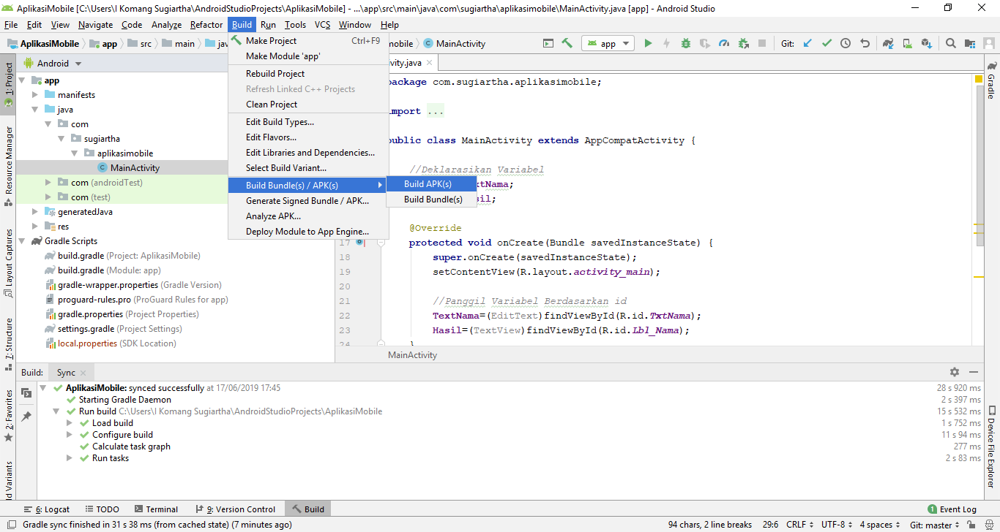 AplikasiMobile [C:\Users\I Komang Sugiartha\AndroidStudioProjects\AplikasiMobile] - ...\app\src\main\java\com\sugiartha\aplikasimobile\MainActivity.java [app] - Android Studio
File Edit View Navigate Code Analyze Refactor Build Run Tools VCS Window Help
AplikasiMobile app src main jav
mobile MainActivity app Git:
Make Project Ctrl+F9
Make Module 'app'
Rebuild Project
Refresh Linked C++ Projects
Clean Project
Edit Build Types...
Edit Flavors...
Edit Libraries and Dependencies...
Select Build Variant...
Build Bundle(s) / APK(s)
Generate Signed Bundle / APK...
Analyze APK...
Deploy Module to App Engine...
Build APK(s)
Build Bundle(s)
1: Project
Resource Manager
Layout Captures
7: Structure
2: Favorites
d Variants
Android
app
manifests
java
com
sugiartha
aplikasimobile
MainActivity
com (androidTest)
com (test)
generatedJava
res
Gradle Scripts
build.gradle (Project: AplikasiMobile)
build.gradle (Module: app)
gradle-wrapper.properties (Gradle Version)
proguard-rules.pro (ProGuard Rules for app)
gradle.properties (Project Properties)
settings.gradle (Project Settings)
local.properties (SDK Location)
vity.java
package com.sugiartha.aplikasimobile;
import ...
public class MainActivity extends AppCompatActivity {
//Deklarasikan Variabel
xtNama;
sil;
@Override
17 protected void onCreate(Bundle savedInstanceState) {
18 super.onCreate(savedInstanceState);
19 setContentView(R.layout.activity_main);
20
21 //Panggil Variabel Berdasarkan id
22 TextNama=(EditText)findViewById(R.id.TxtNama);
23 Hasil=(TextView)findViewById(R.id.Lbl_Nama);
24 }
MainActivity
Gradle
Device File Explorer
Build: Sync
AplikasiMobile: synced successfully at 17/06/2019 17:45 28 s 920 ms
Starting Gradle Daemon 2 s 397 ms
Run build C:\Users\I Komang Sugiartha\AndroidStudioProjects\AplikasiMobile 15 s 532 ms
Load build 1 s 752 ms
Configure build 11 s 94 ms
Calculate task graph 277 ms
Run tasks 2 s 83 ms
6: Logcat TODO Terminal 9: Version Control Build 1 Event Log
Gradle sync finished in 31 s 38 ms (from cached state) (7 minutes ago) 94 chars, 2 line breaks 29:6 CRLF UTF-8 4 spaces Git: master